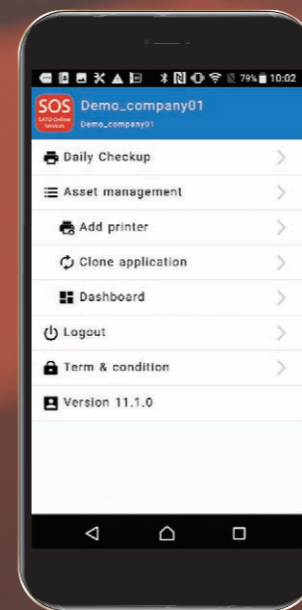 79% 10:02
SOS
SATO Online
Services
Demo_company01
Demo_company01
Daily Checkup
Asset management
Add printer
Clone application
Dashboard
Logout
Term & condition
Version 11.1.0